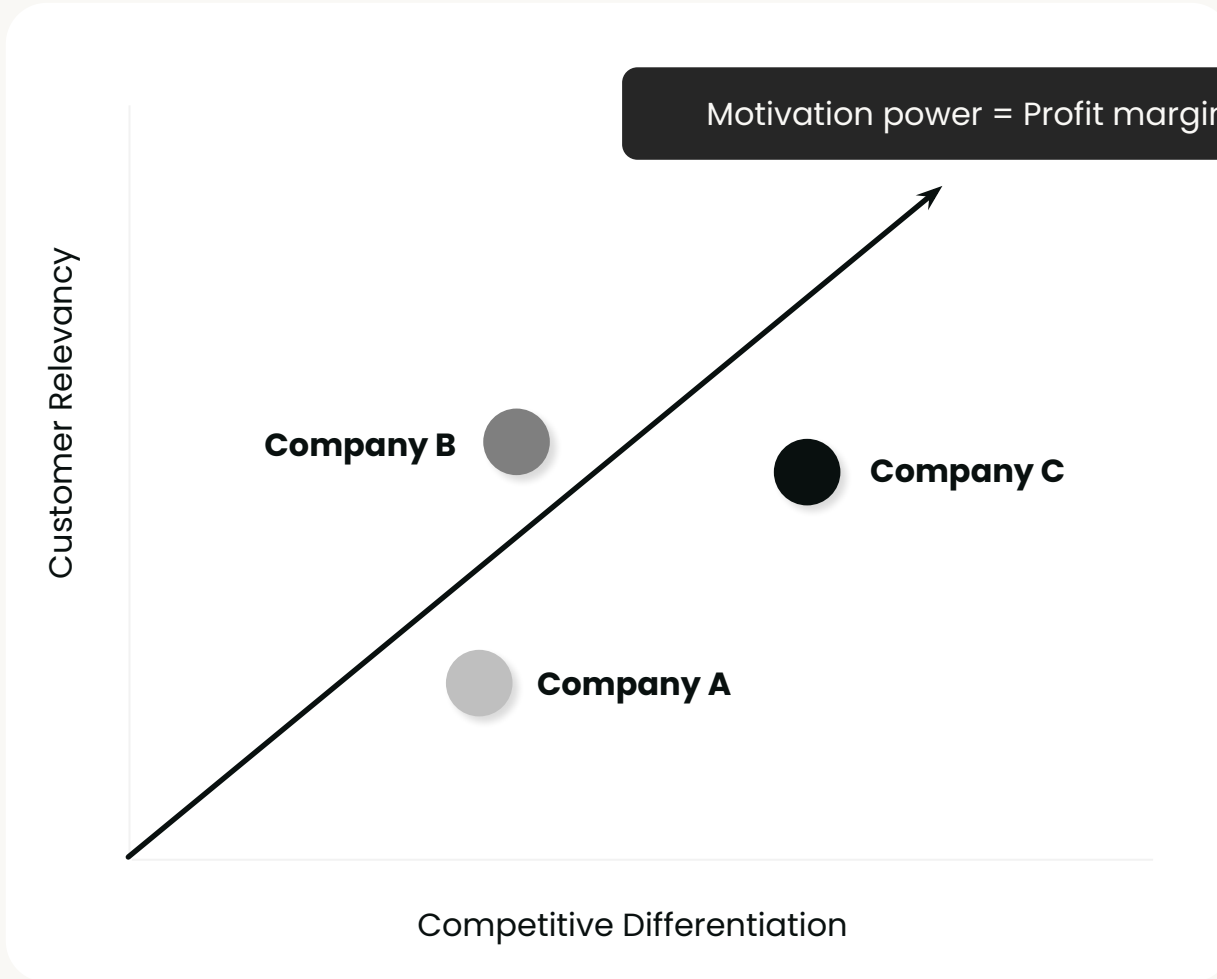 Motivation power = Profit margin
Customer Relevancy
Company B
Company C
Company A
Competitive Differentiation